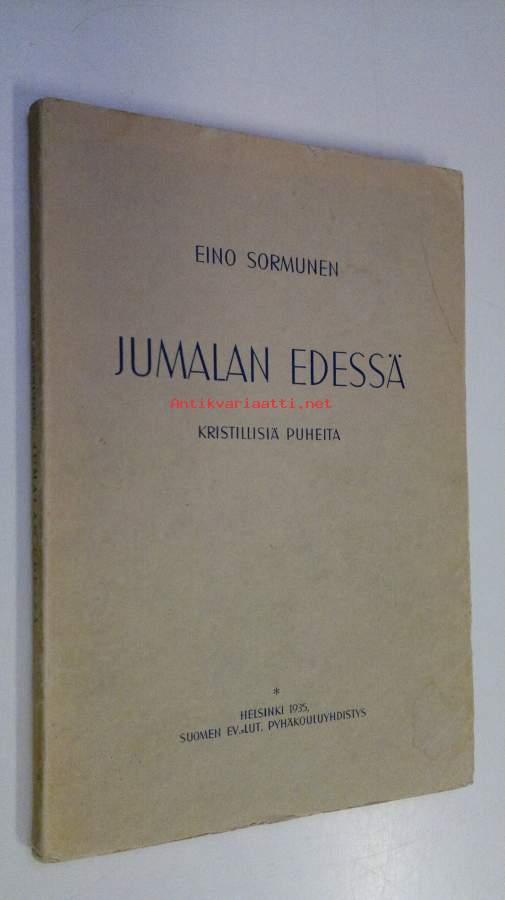 EINO SORMUNEN
JUMALAN EDESSÄ
Antikvariaatti.net
KRISTILLISIÄ PUHEITA
*
HELSINKI 1935,
SUOMEN EV.-LUT. PYHÄKOULUYHDISTYS